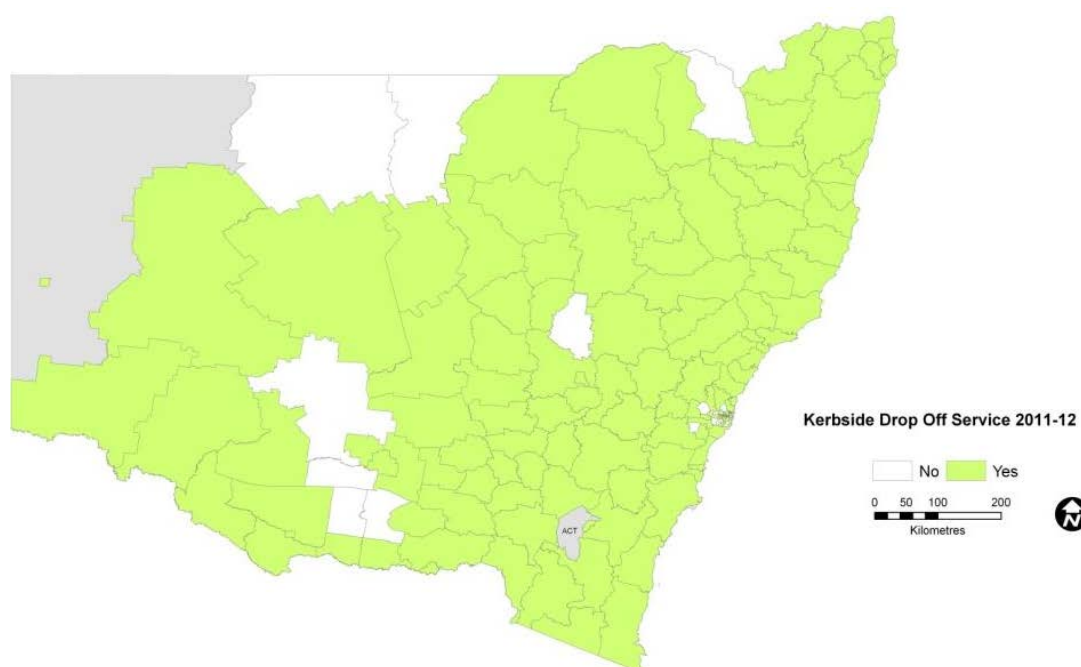 Kerbside Drop Off Service 2011-12
No Yes
0 50 100 200
Kilometres
N
ACT